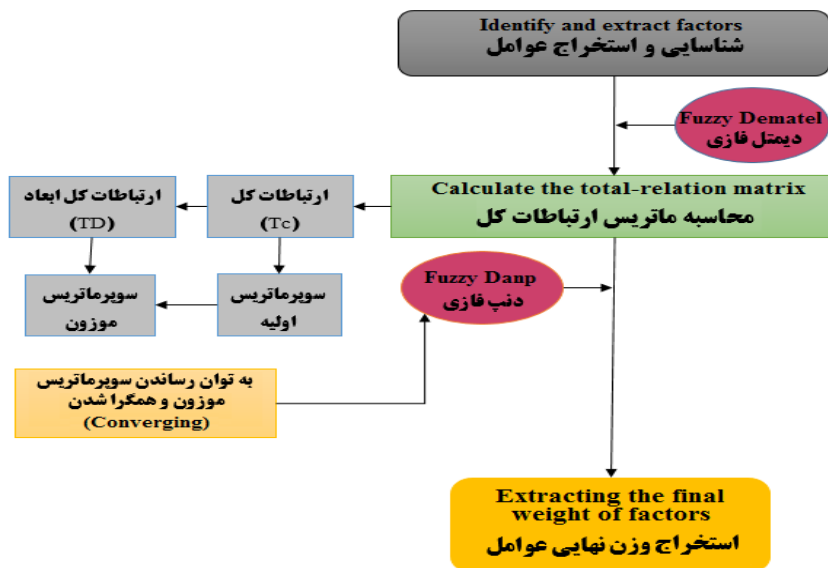 Identify and extract factors
شناسایی و استخراج عوامل
Fuzzy Dematel
دیمتل فازی
Calculate the total-relation matrix
محاسبه ماتریس ارتباطات کل
ارتباطات کل
(Tc)
ارتباطات کل ابعاد
(TD)
سوپرماتریس
اولیه
سوپرماتریس
موزون
Fuzzy Danp
دنپ فازی
به توان رساندن سوپرماتریس
موزون و همگرا شدن
(Converging)
Extracting the final
weight of factors
استخراج وزن نهایی عوامل